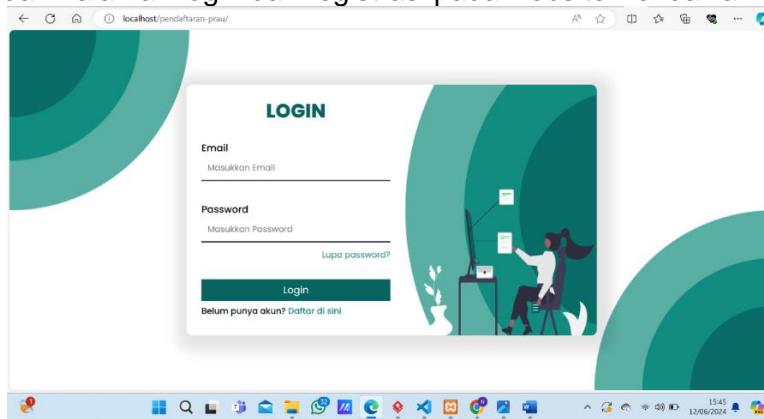 localhost/pendaftaran-prau/
LOGIN
Email
Masukkan Email
Password
Masukkan Password
Lupa password?
Login
Belum punya akun? Daftar di sini
15:45
12/06/2024